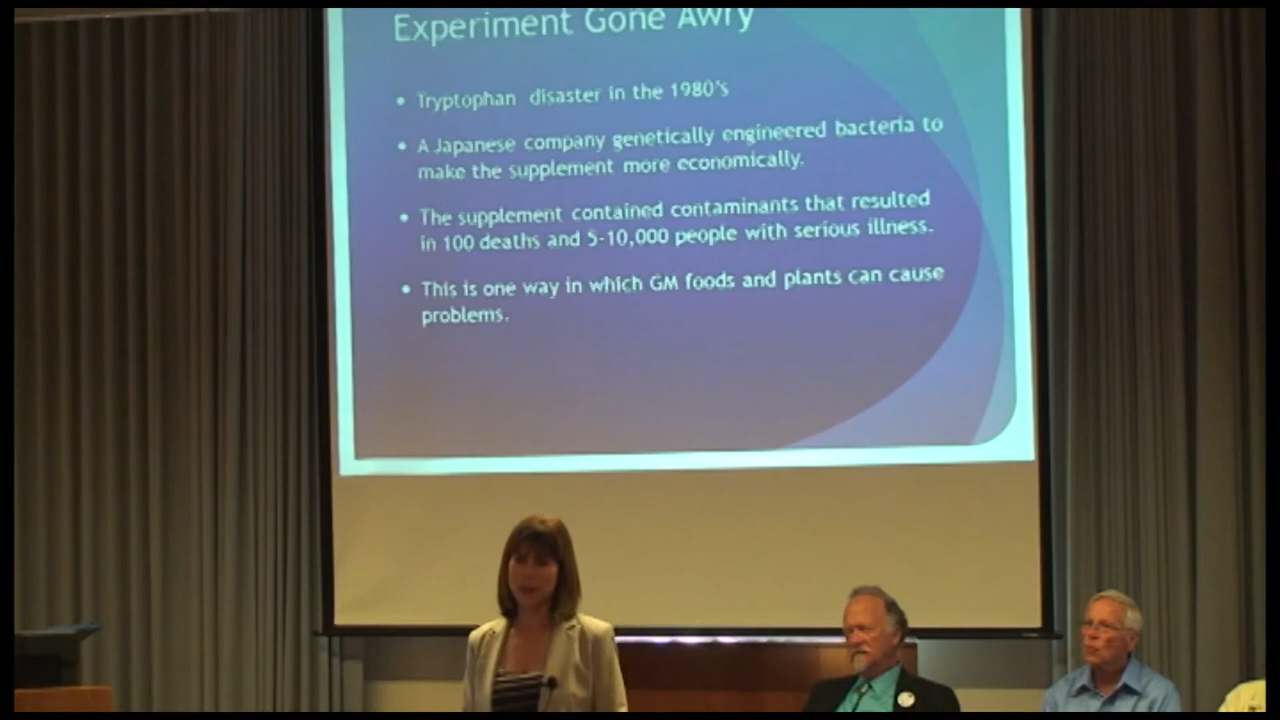 Experiment Gone Awry
• Tryptophan disaster in the 1980's
• A Japanese company genetically engineered bacteria to
make the supplement more economically.
• The supplement contained contaminants that resulted
in 100 deaths and 5-10,000 people with serious illness.
• This is one way in which GM foods and plants can cause
problems.